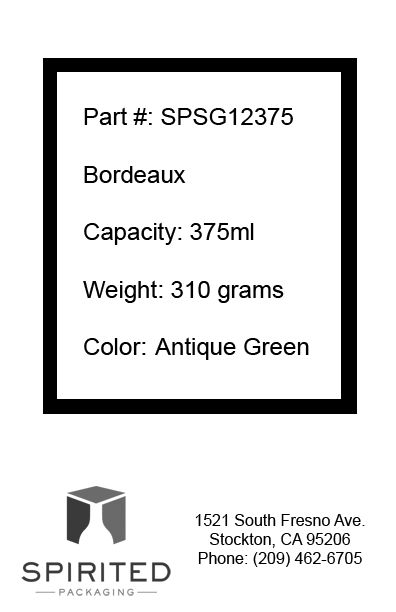 Part #: SPSG12375
Bordeaux
Capacity: 375ml
Weight: 310 grams
Color: Antique Green
SPIRITED
PACKAGING
1521 South Fresno Ave.
Stockton, CA 95206
Phone: (209) 462-6705